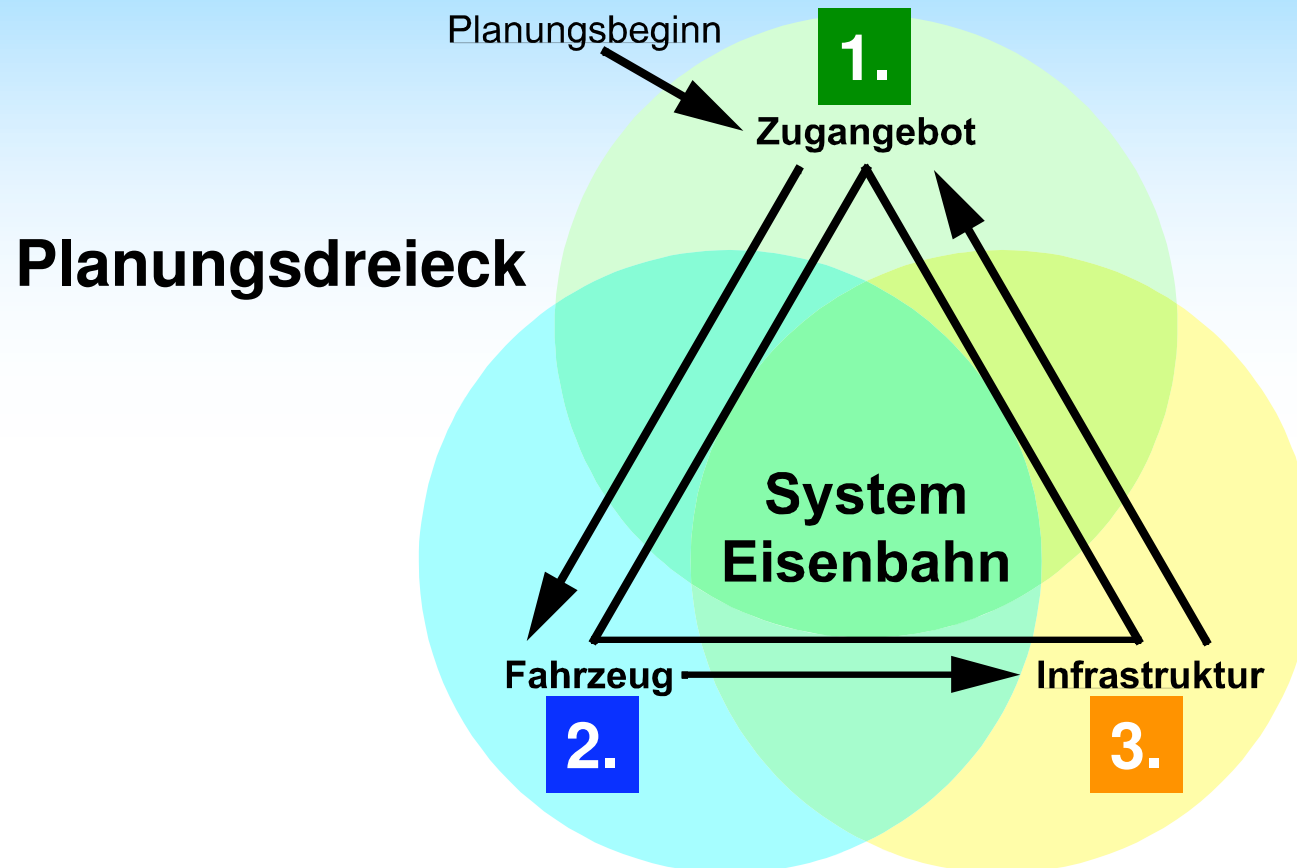 Planungsbeginn
1.
Zugangebot
Planungsdreieck
System
Eisenbahn
Fahrzeug
Infrastruktur
2.
3.